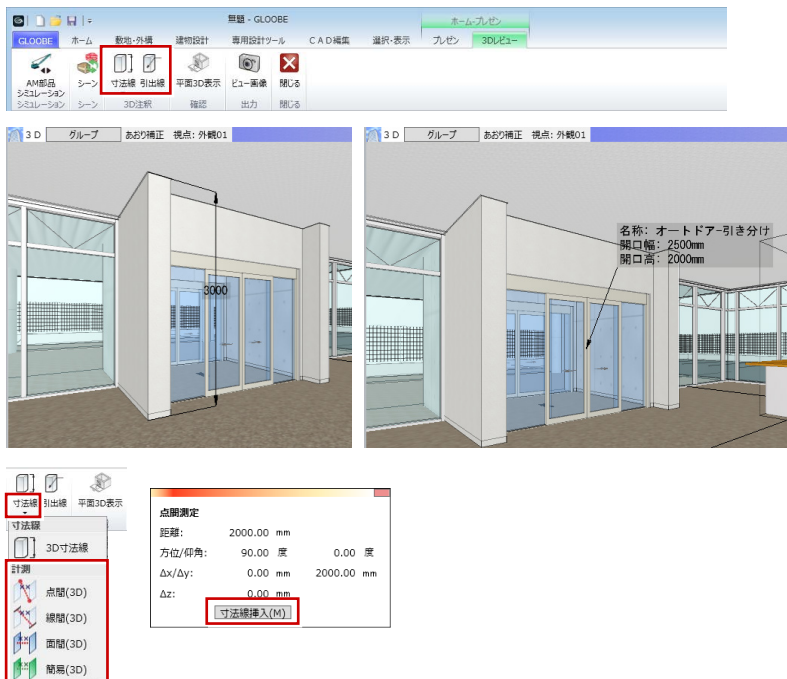 無題 - GLOOBE
ホーム-プレゼン
GLOOBE ホーム 敷地・外構 建物設計 専用設計ツール CAD編集 選択・表示 プレゼン 3Dレビュー
AM部品
シミュレーション シーン 寸法線 引出線 平面3D表示 ビュー画像 閉じる
シミュレーション シーン 3D注釈 確認 出力 閉じる
3D グループ あおり補正 視点: 外観01
3000
3D グループ あおり補正 視点: 外観01
名称: オートドア-引き分け
開口幅: 2500mm
開口高: 2000mm
寸法線 引出線 平面3D表示
寸法線
3D寸法線
計測
点間(3D)
線間(3D)
面間(3D)
簡易(3D)
点間測定
距離: 2000.00 mm
方位/仰角: 90.00 度 0.00 度
Δx/Δy: 0.00 mm 2000.00 mm
Δz: 0.00 mm
寸法線挿入(M)